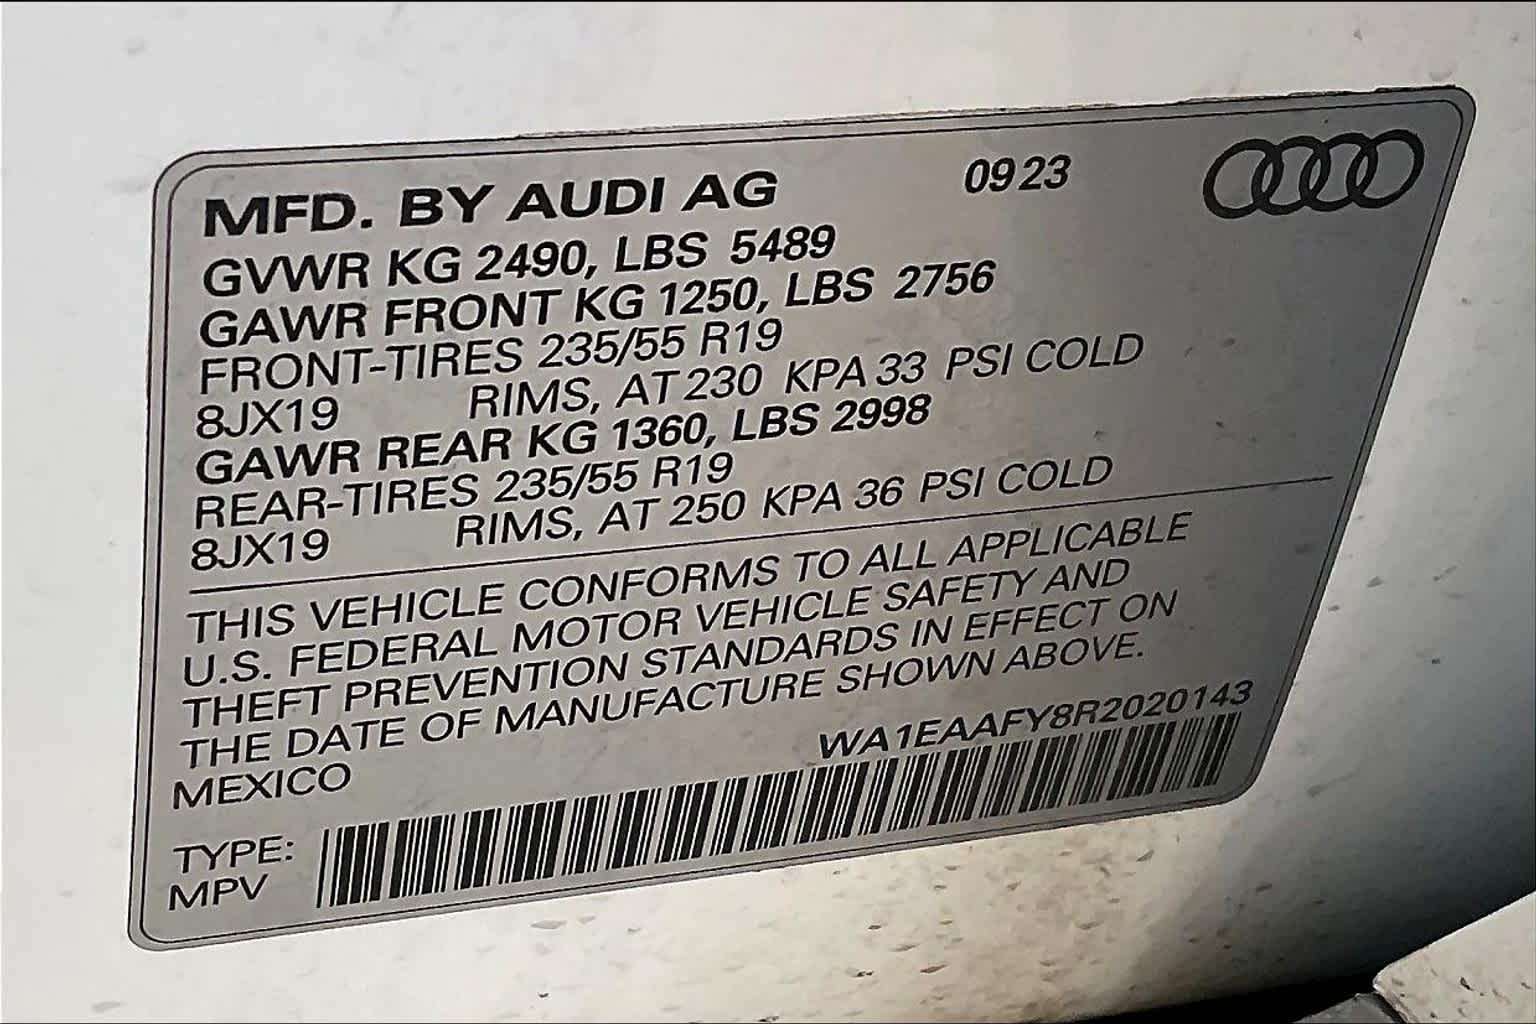 MFD. BY AUDI AG 0923
GVWR KG 2490, LBS 5489
GAWR FRONT KG 1250, LBS 2756
FRONT-TIRES 235/55 R19
8JX19 RIMS, AT 230 KPA 33 PSI COLD
GAWR REAR KG 1360, LBS 2998
REAR-TIRES 235/55 R19
8JX19 RIMS, AT 250 KPA 36 PSI COLD
THIS VEHICLE CONFORMS TO ALL APPLICABLE
U.S. FEDERAL MOTOR VEHICLE SAFETY AND
THEFT PREVENTION STANDARDS IN EFFECT ON
THE DATE OF MANUFACTURE SHOWN ABOVE.
MEXICO WA1EAAFY8R2020143
TYPE:
MPV